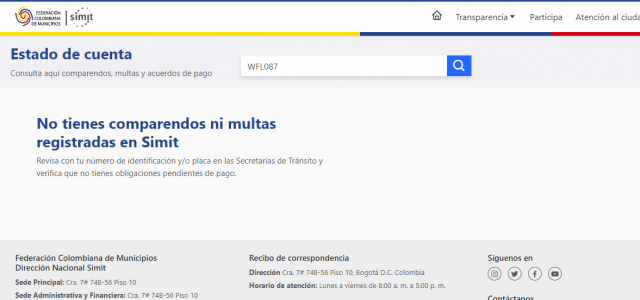 FEDERACIÓN
COLOMBIANA
DE MUNICIPIOS
simit
Transparencia
Participa
Atención al ciuda
Estado de cuenta
Consulta aquí comparendos, multas y acuerdos de pago
WFL087
No tienes comparendos ni multas
registradas en Simit
Revisa con tu número de identificación y/o placa en las Secretarías de Tránsito y
verifica que no tienes obligaciones pendientes de pago.
Federación Colombiana de Municipios
Dirección Nacional Simit
Sede Principal: Cra. 7# 74B-56 Piso 10
Sede Administrativa y Financiera: Cra. 7# 74B-56 Piso 10
Recibo de correspondencia
Dirección Cra. 7# 74B-56 Piso 10, Bogotá D.C. Colombia
Horario de atención: Lunes a viernes de 8:00 a. m. a 5:00 p. m.
Siguenos en
Contáctanos